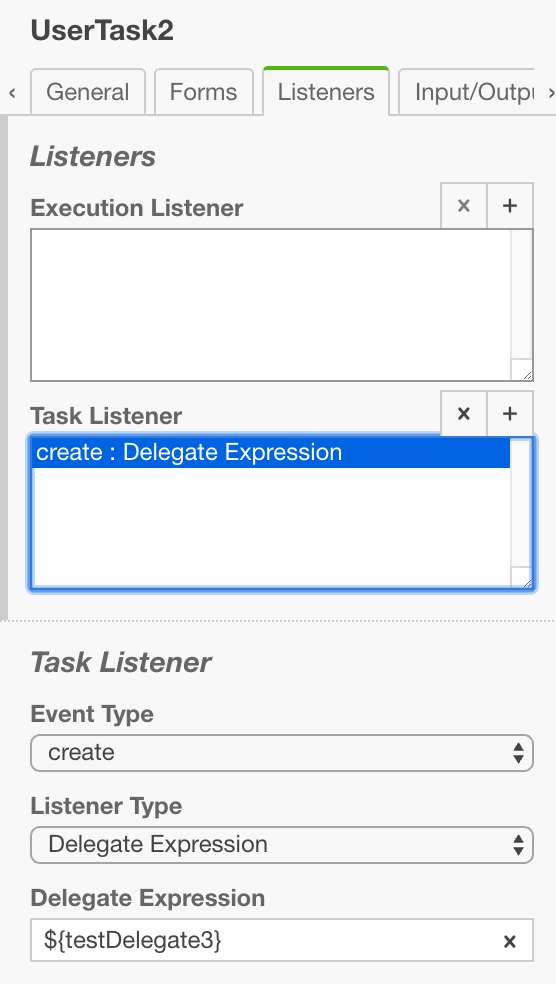 UserTask2
‹ General Forms Listeners Input/Outpu ›
Listeners
Execution Listener × +
Task Listener × +
create : Delegate Expression
Task Listener
Event Type
create
Listener Type
Delegate Expression
Delegate Expression
${testDelegate3} ×